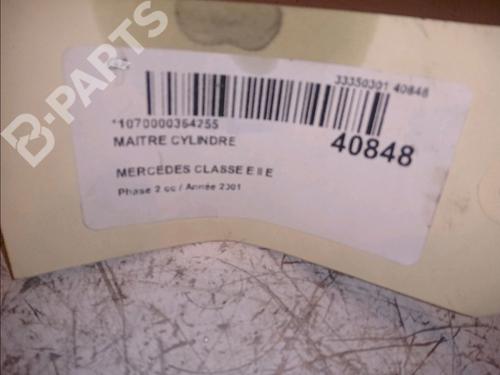 B-PARTS
33350301 40848
*1070000364255
40848
MAITRE CYLINDRE
MERCEDES CLASSE E II E
Phase 2 cc / Année 2001